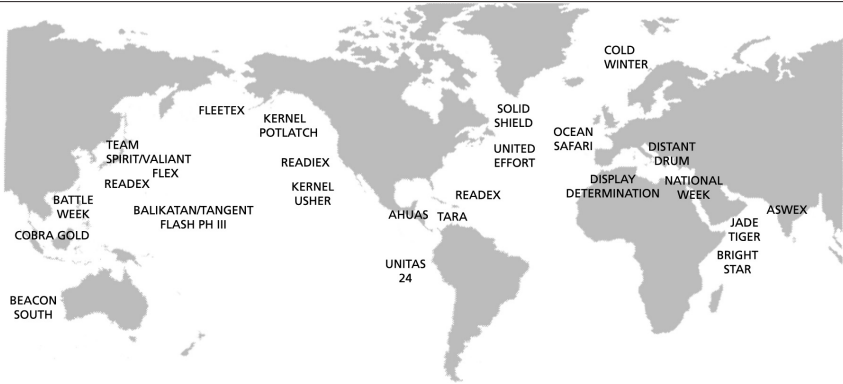 COLD
WINTER
FLEETEX
KERNEL
POTLATCH
SOLID
SHIELD
OCEAN
SAFARI
UNITED
EFFORT
TEAM
SPIRIT/VALIANT
FLEX
READIEX
DISTANT
DRUM
READEX
KERNEL
USHER
READEX
DISPLAY
DETERMINATION
NATIONAL
WEEK
BATTLE
WEEK
BALIKATAN/TANGENT
FLASH PH III
AHUAS
TARA
ASWEX
COBRA GOLD
JADE
TIGER
BRIGHT
STAR
UNITAS
24
BEACON
SOUTH